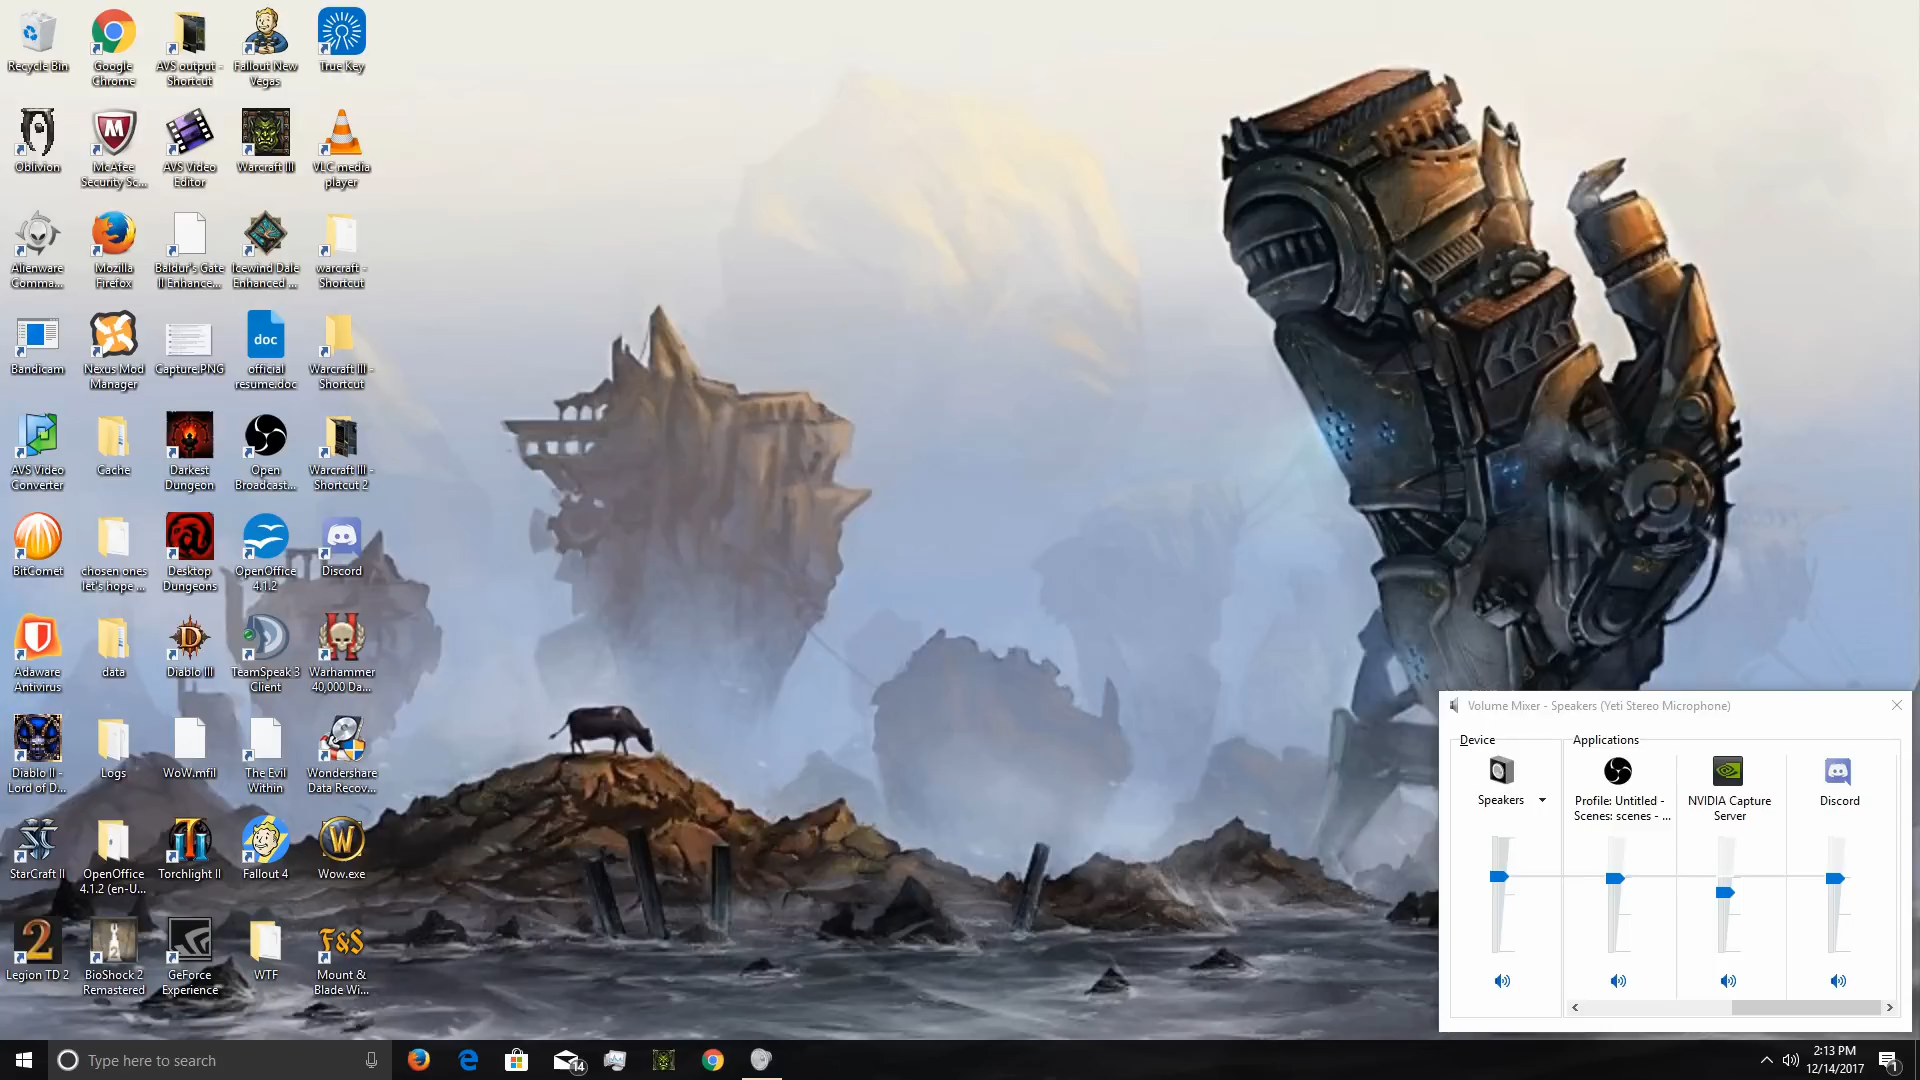 Recycle Bin
Google
Chrome
AVS output -
Shortcut
Fallout New
Vegas
True Key
Oblivion
McAfee
Security Sc...
AVS Video
Editor
Warcraft III
VLC media
player
Alienware
Comma...
Mozilla
Firefox
Baldur's Gate
II Enhance...
Icewind Dale
Enhanced ...
warcraft -
Shortcut
Bandicam
Nexus Mod
Manager
Capture.PNG
doc
official
resume.doc
Warcraft III -
Shortcut
AVS Video
Converter
Cache
Darkest
Dungeon
Open
Broadcast...
Warcraft III -
Shortcut 2
BitComet
chosen ones
let's hope ...
Desktop
Dungeons
OpenOffice
4.1.2
Discord
Adaware
Antivirus
data
Diablo III
TeamSpeak 3
Client
Warhammer
40,000 Da...
Diablo II -
Lord of D...
Logs
WoW.mfil
The Evil
Within
Wondershare
Data Recov...
StarCraft II
OpenOffice
4.1.2 (en-U...
Torchlight II
Fallout 4
Wow.exe
2
Legion TD 2
BioShock 2
Remastered
GeForce
Experience
WTF
F&S
Mount &
Blade Wi...
Volume Mixer - Speakers (Yeti Stereo Microphone)
Device
Applications
Speakers
Profile: Untitled -
Scenes: scenes - ...
NVIDIA Capture
Server
Discord
Type here to search
14
2:13 PM
12/14/2017
1